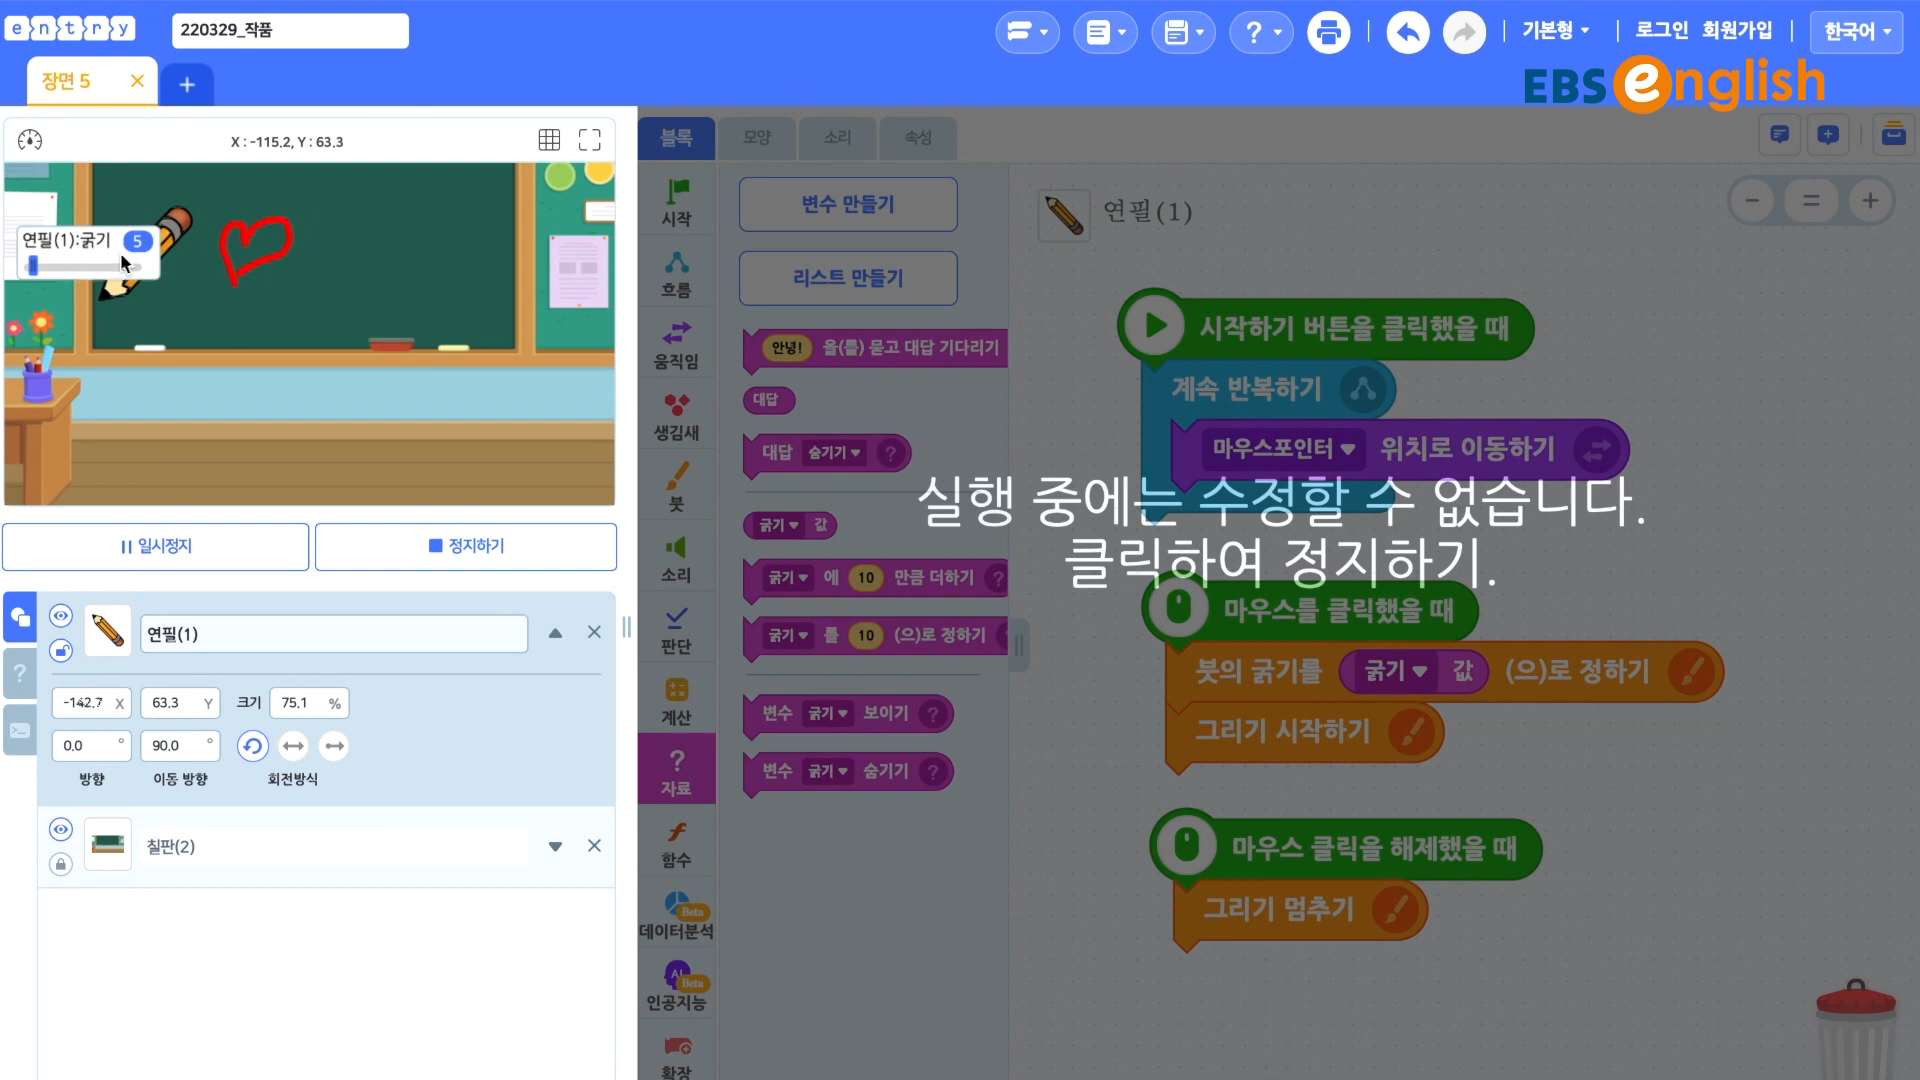 entry
220329_작품
기본형
로그인
회원가입
한국어
장면 5
EBS english
X : -115.2, Y : 63.3
연필(1):굵기 5
일시정지
정지하기
연필(1)
-142.7 X
63.3 Y
크기 75.1 %
0.0 °
90.0 °
방향
이동 방향
회전방식
칠판(2)
블록
모양
소리
속성
시작
흐름
움직임
생김새
붓
소리
판단
계산
자료
함수
Beta
데이터분석
AI Beta
인공지능
확장
변수 만들기
리스트 만들기
안녕! 을(를) 묻고 대답 기다리기
대답
대답 숨기기 ?
굵기 값
굵기 에 10 만큼 더하기 ?
굵기 를 10 (으)로 정하기
변수 굵기 보이기 ?
변수 굵기 숨기기 ?
연필(1)
시작하기 버튼을 클릭했을 때
계속 반복하기
마우스포인터 위치로 이동하기
실행 중에는 수정할 수 없습니다.
클릭하여 정지하기.
마우스를 클릭했을 때
붓의 굵기를 굵기 값 (으)로 정하기
그리기 시작하기
마우스 클릭을 해제했을 때
그리기 멈추기